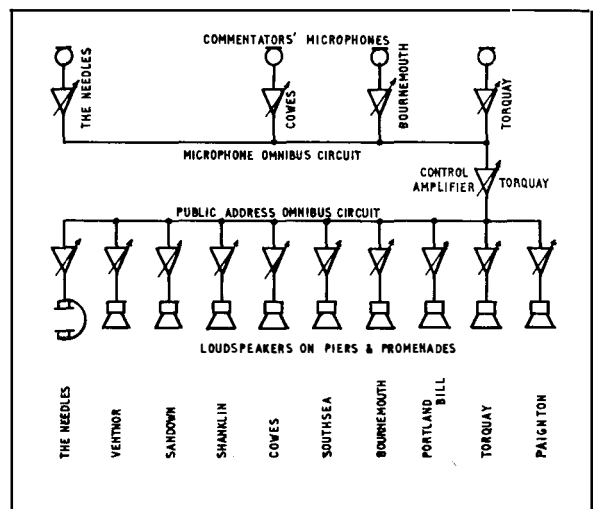 COMMENTATORS' MICROPHONES
THE NEEDLES
COWES
BOURNEMOUTH
TORQUAY
MICROPHONE OMNIBUS CIRCUIT
CONTROL
AMPLIFIER
TORQUAY
PUBLIC ADDRESS OMNIBUS CIRCUIT
LOUDSPEAKERS ON PIERS & PROMENADES
THE NEEDLES
VENTNOR
SANDOWN
SHANKLIN
COWES
SOUTHSEA
BOURNEMOUTH
PORTLAND
BILL
TORQUAY
PAIGNTON